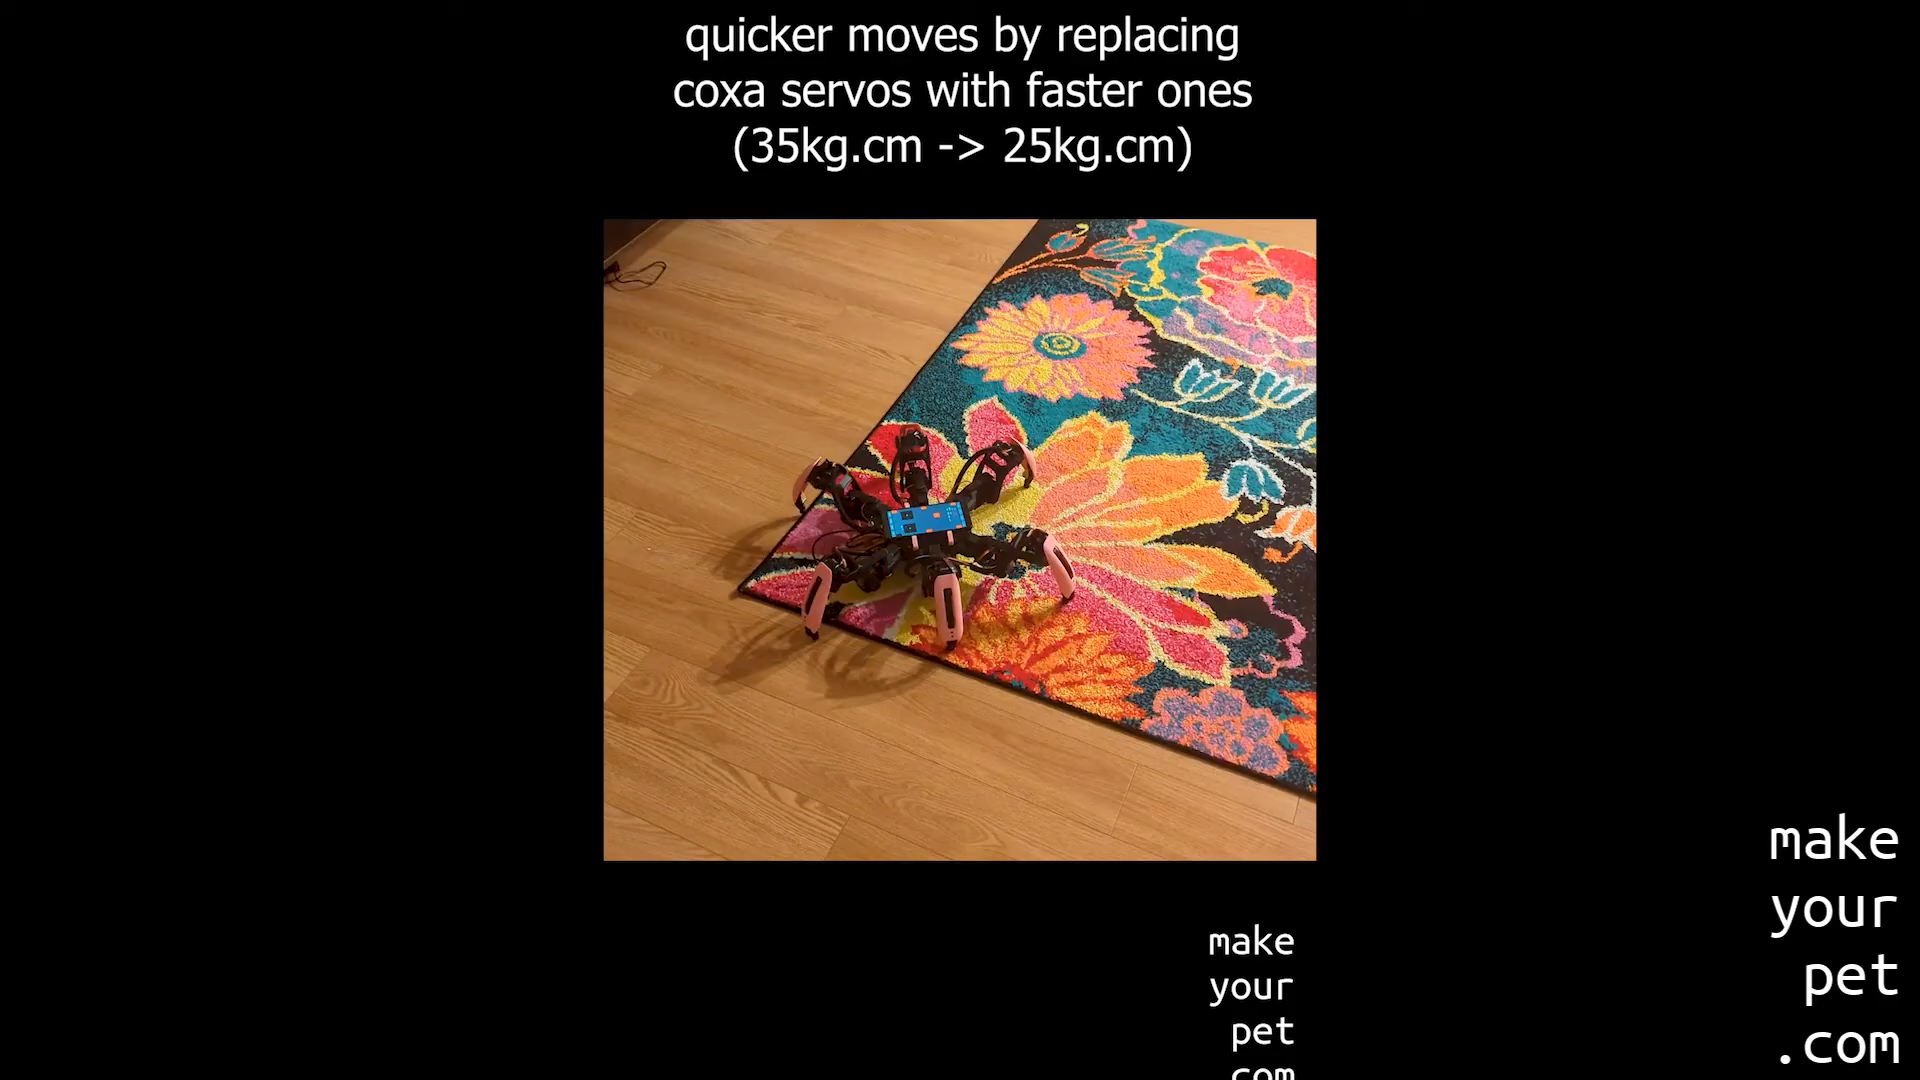 quicker moves by replacing
coxa servos with faster ones
(35kg.cm -> 25kg.cm)
make
your
pet
.com
make
your
pet
com